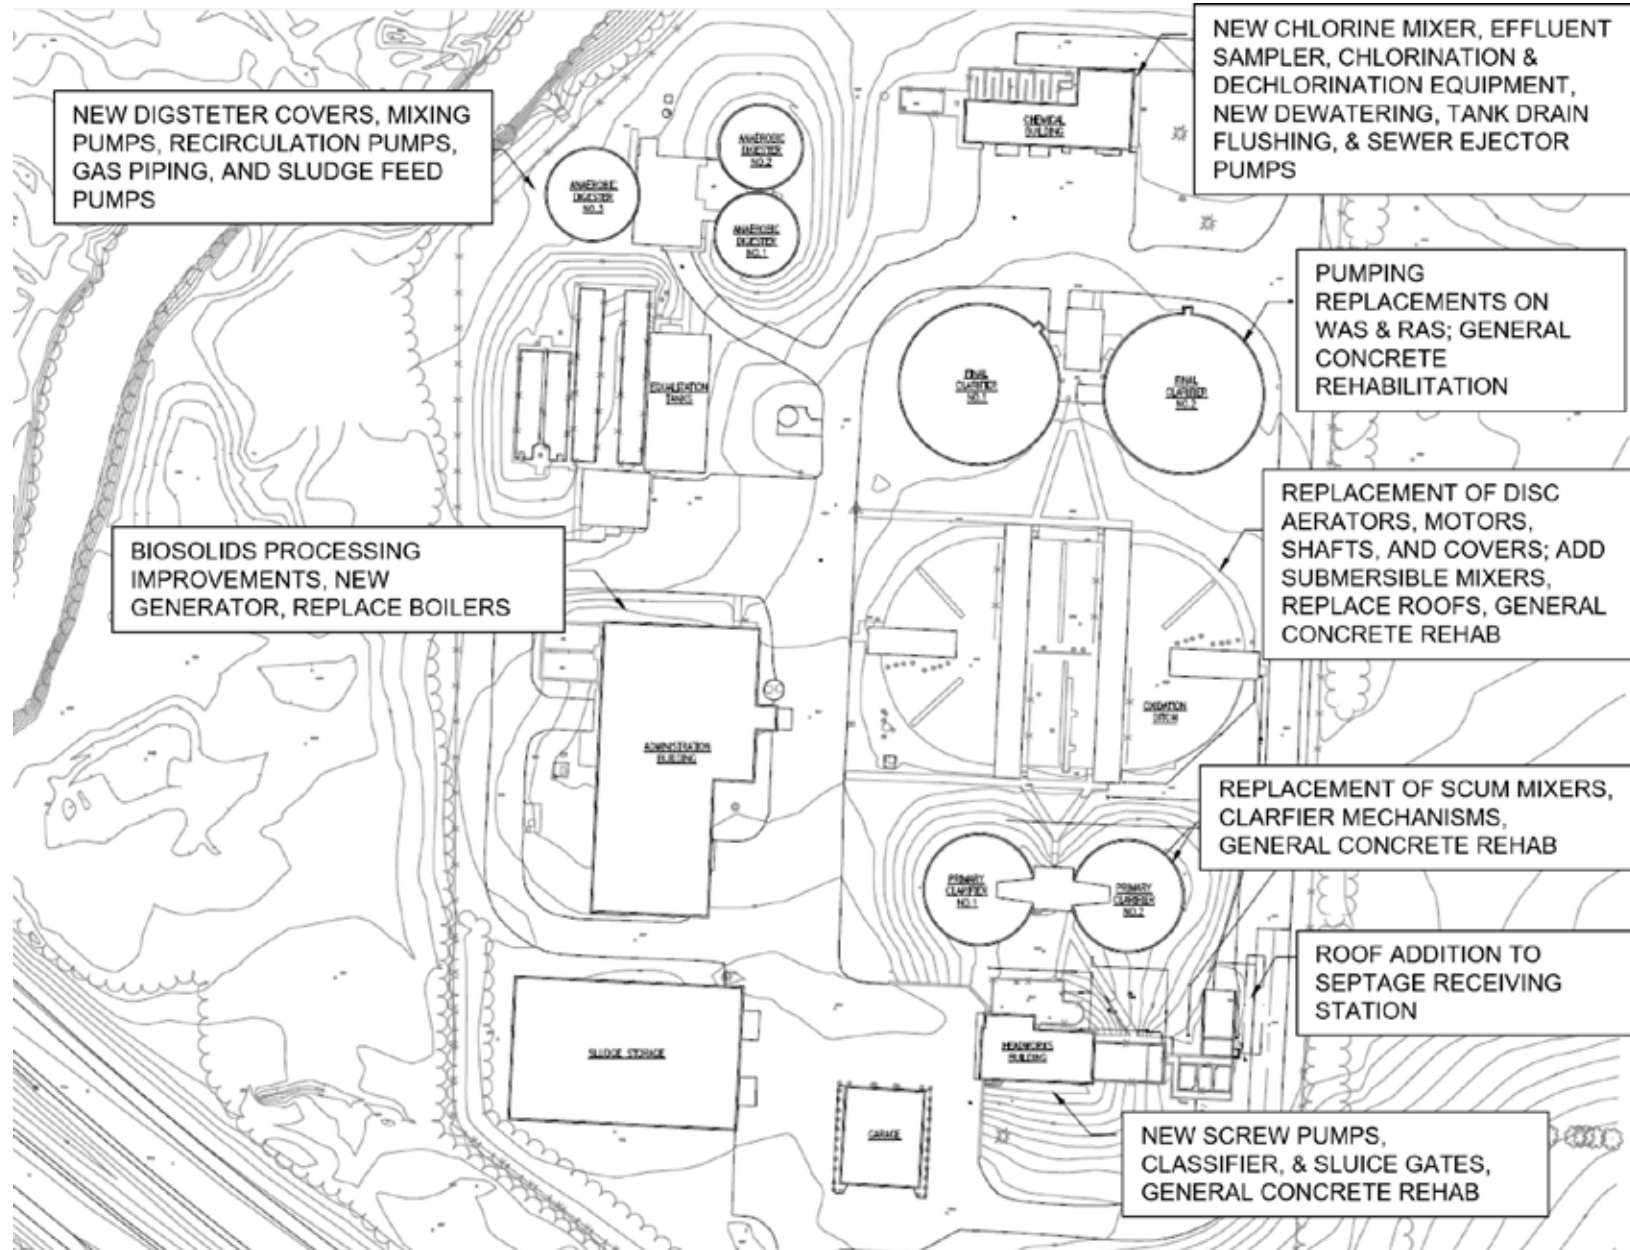 NEW CHLORINE MIXER, EFFLUENT
SAMPLER, CHLORINATION &
DECHLORINATION EQUIPMENT,
NEW DEWATERING, TANK DRAIN
FLUSHING, & SEWER EJECTOR
PUMPS
NEW DIGSTETER COVERS, MIXING
PUMPS, RECIRCULATION PUMPS,
GAS PIPING, AND SLUDGE FEED
PUMPS
CHEMICAL
BUILDING
ANAEROBIC
DIGESTER
NO.2
ANAEROBIC
DIGESTER
NO.3
ANAEROBIC
DIGESTER
NO.1
PUMPING
REPLACEMENTS ON
WAS & RAS; GENERAL
CONCRETE
REHABILITATION
EQUALIZATION
TANKS
FINAL
CLARIFIER
NO.1
FINAL
CLARIFIER
NO.2
REPLACEMENT OF DISC
AERATORS, MOTORS,
SHAFTS, AND COVERS; ADD
SUBMERSIBLE MIXERS,
REPLACE ROOFS, GENERAL
CONCRETE REHAB
BIOSOLIDS PROCESSING
IMPROVEMENTS, NEW
GENERATOR, REPLACE BOILERS
OXIDATION
DITCH
ADMINISTRATION
BUILDING
REPLACEMENT OF SCUM MIXERS,
CLARFIER MECHANISMS,
GENERAL CONCRETE REHAB
PRIMARY
CLARIFIER
NO.1
PRIMARY
CLARIFIER
NO.2
ROOF ADDITION TO
SEPTAGE RECEIVING
STATION
SLUDGE STORAGE
HEADWORKS
BUILDING
GARAGE
NEW SCREW PUMPS,
CLASSIFIER, & SLUICE GATES,
GENERAL CONCRETE REHAB